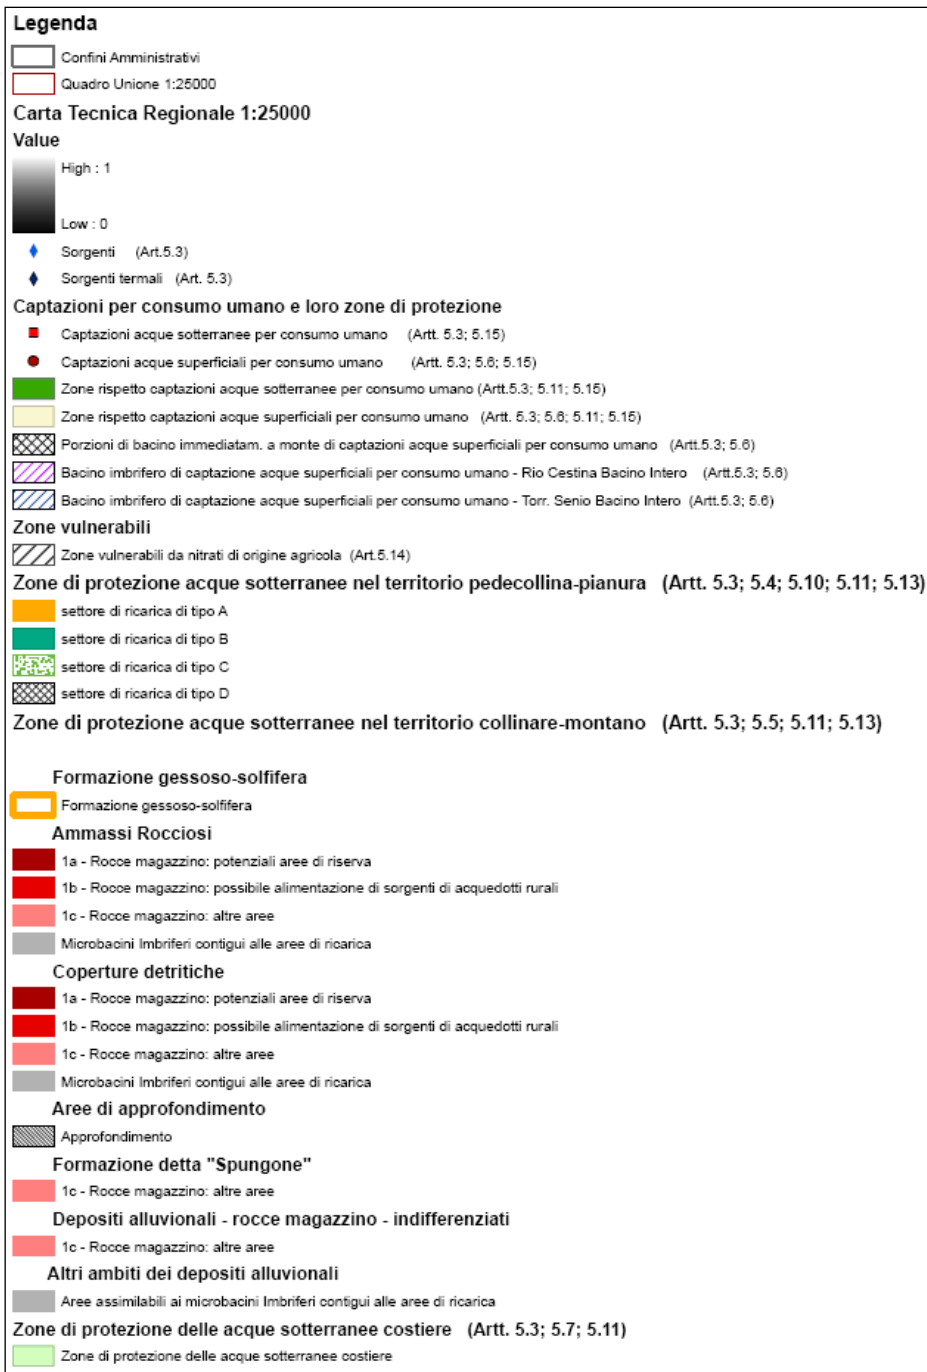 Legenda
Confini Amministrativi
Quadro Unione 1:25000
Carta Tecnica Regionale 1:25000
Value
High : 1
Low : 0
Sorgenti (Art.5.3)
Sorgenti termali (Art. 5.3)
Captazioni per consumo umano e loro zone di protezione
Captazioni acque sotterranee per consumo umano (Artt. 5.3; 5.15)
Captazioni acque superficiali per consumo umano (Artt. 5.3; 5.6; 5.15)
Zone rispetto captazioni acque sotterranee per consumo umano (Artt.5.3; 5.11; 5.15)
Zone rispetto captazioni acque superficiali per consumo umano (Artt. 5.3; 5.6; 5.11; 5.15)
Porzioni di bacino immediatam. a monte di captazioni acque superficiali per consumo umano (Artt.5.3; 5.6)
Bacino imbrifero di captazione acque superficiali per consumo umano - Rio Cestina Bacino Intero (Artt.5.3; 5.6)
Bacino imbrifero di captazione acque superficiali per consumo umano - Torr. Senio Bacino Intero (Artt.5.3; 5.6)
Zone vulnerabili
Zone vulnerabili da nitrati di origine agricola (Art.5.14)
Zone di protezione acque sotterranee nel territorio pedecollina-pianura (Artt. 5.3; 5.4; 5.10; 5.11; 5.13)
settore di ricarica di tipo A
settore di ricarica di tipo B
settore di ricarica di tipo C
settore di ricarica di tipo D
Zone di protezione acque sotterranee nel territorio collinare-montano (Artt. 5.3; 5.5; 5.11; 5.13)
Formazione gessoso-solfifera
Formazione gessoso-solfifera
Ammassi Rocciosi
1a - Rocce magazzino: potenziali aree di riserva
1b - Rocce magazzino: possibile alimentazione di sorgenti di acquedotti rurali
1c - Rocce magazzino: altre aree
Microbacini Imbriferi contigui alle aree di ricarica
Coperture detritiche
1a - Rocce magazzino: potenziali aree di riserva
1b - Rocce magazzino: possibile alimentazione di sorgenti di acquedotti rurali
1c - Rocce magazzino: altre aree
Microbacini Imbriferi contigui alle aree di ricarica
Aree di approfondimento
Approfondimento
Formazione detta "Spungone"
1c - Rocce magazzino: altre aree
Depositi alluvionali - rocce magazzino - indifferenziati
1c - Rocce magazzino: altre aree
Altri ambiti dei depositi alluvionali
Aree assimilabili ai microbacini Imbriferi contigui alle aree di ricarica
Zone di protezione delle acque sotterranee costiere (Artt. 5.3; 5.7; 5.11)
Zone di protezione delle acque sotterranee costiere